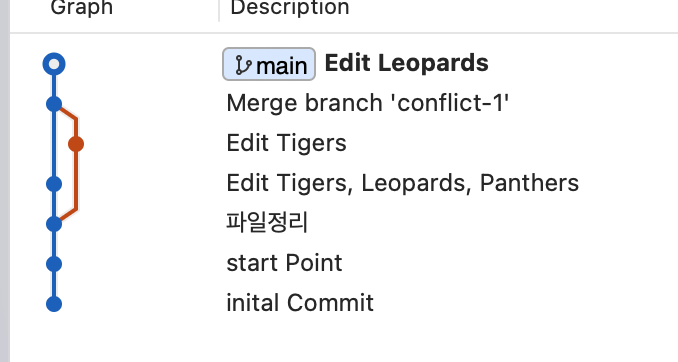 Graph Description
main Edit Leopards
Merge branch 'conflict-1'
Edit Tigers
Edit Tigers, Leopards, Panthers
파일정리
start Point
inital Commit